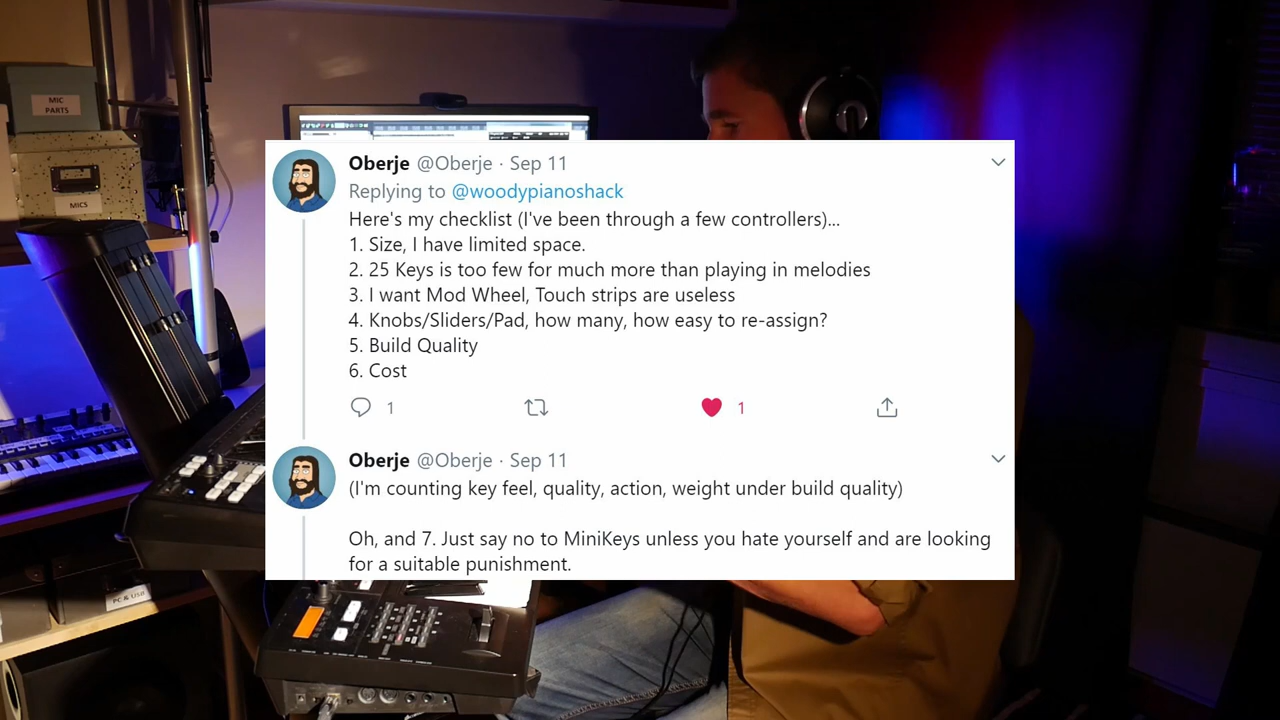 MIC
PARTS
MICS
Oberje @Oberje · Sep 11
Replying to @woodypianoshack
Here's my checklist (I've been through a few controllers)...
1. Size, I have limited space.
2. 25 Keys is too few for much more than playing in melodies
3. I want Mod Wheel, Touch strips are useless
4. Knobs/Sliders/Pad, how many, how easy to re-assign?
5. Build Quality
6. Cost
1
1
Oberje @Oberje · Sep 11
(I'm counting key feel, quality, action, weight under build quality)
Oh, and 7. Just say no to MiniKeys unless you hate yourself and are looking
for a suitable punishment.
PC & USB